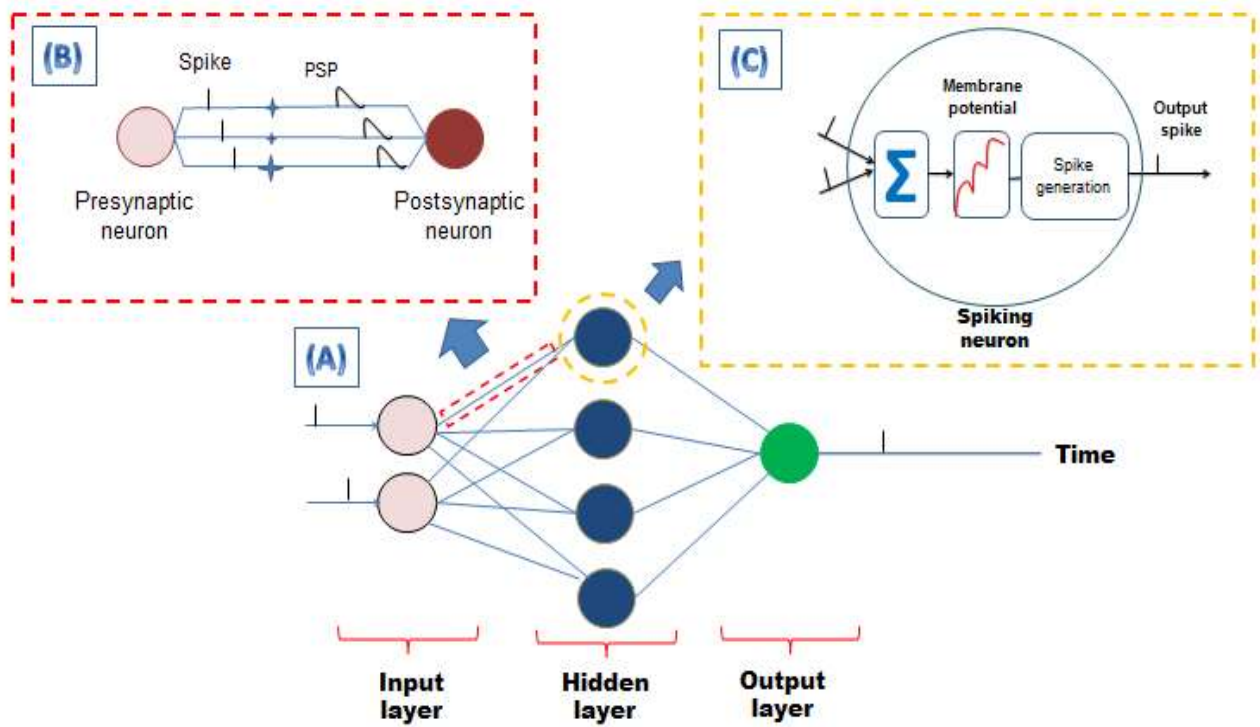 (B)
Spike
PSP
Presynaptic
neuron
Postsynaptic
neuron
(C)
Membrane
potential
Output
spike
Σ
Spike
generation
Spiking
neuron
(A)
Time
Input
layer
Hidden
layer
Output
layer